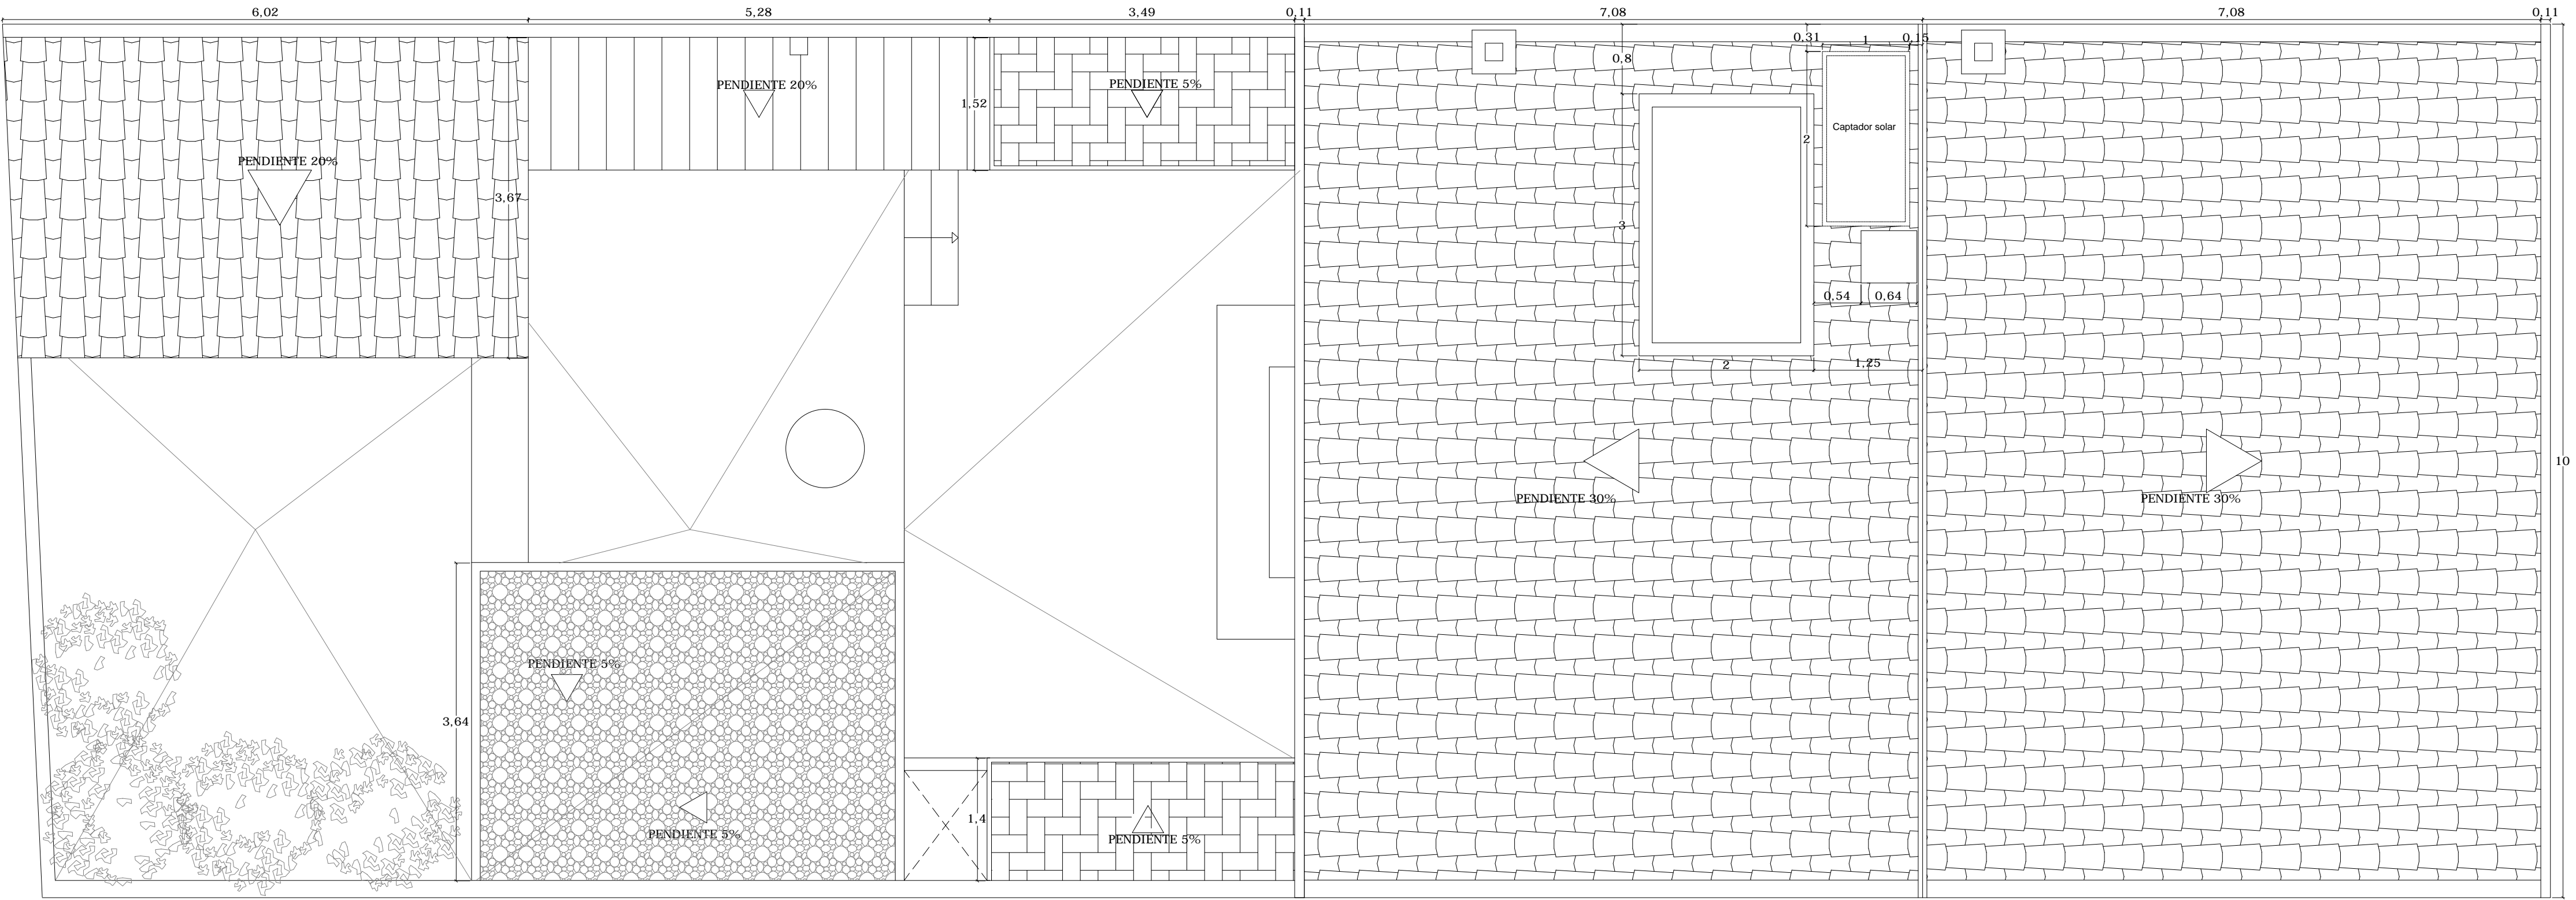 6,02
5,28
3,49
0,11
7,08
7,08
0,11
0,31
1
0,15
0,8
PENDIENTE 20%
PENDIENTE 5%
1,52
Captador solar
2
PENDIENTE 20%
3,67
3
0,54
0,64
2
1,25
10
PENDIENTE 30%
PENDIENTE 30%
PENDIENTE 5%
3,64
1,4
PENDIENTE 5%
PENDIENTE 5%